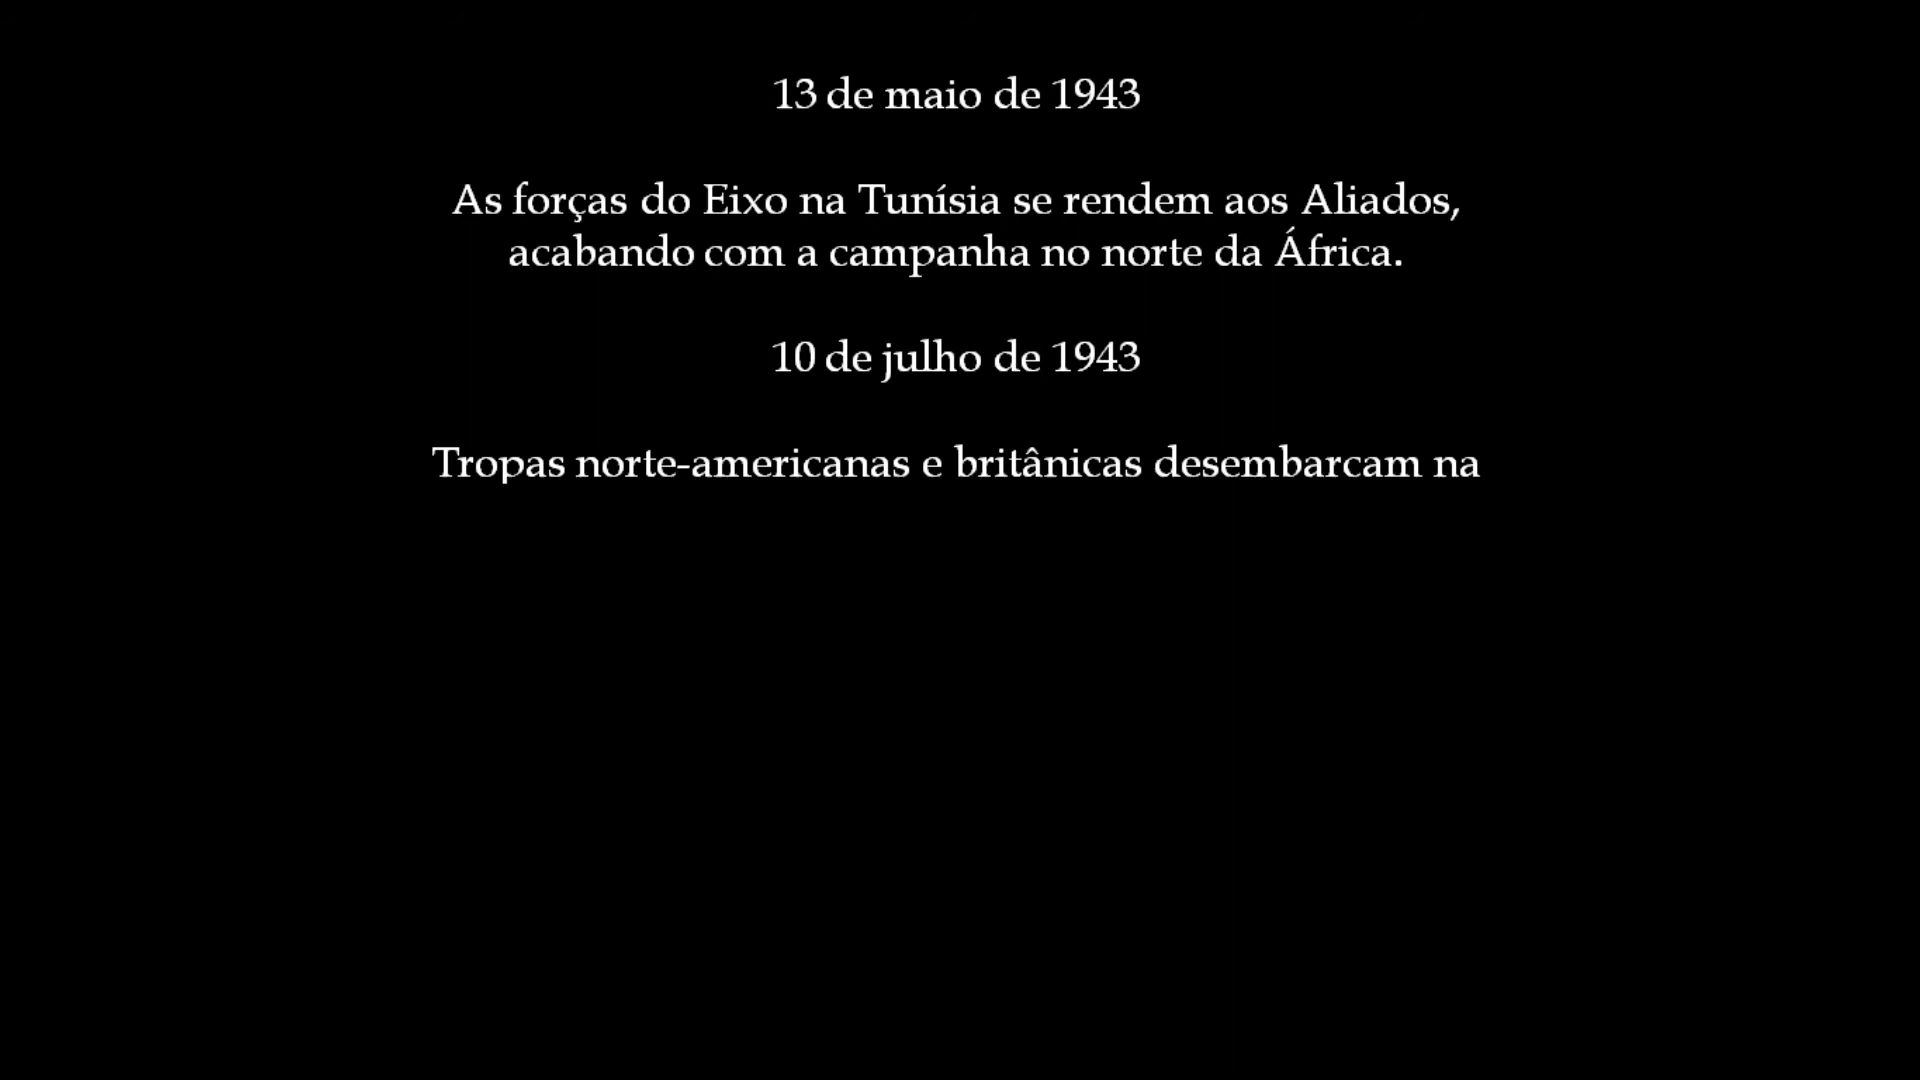 13 de maio de 1943
As forças do Eixo na Tunísia se rendem aos Aliados,
acabando com a campanha no norte da África.
10 de julho de 1943
Tropas norte-americanas e britânicas desembarcam na